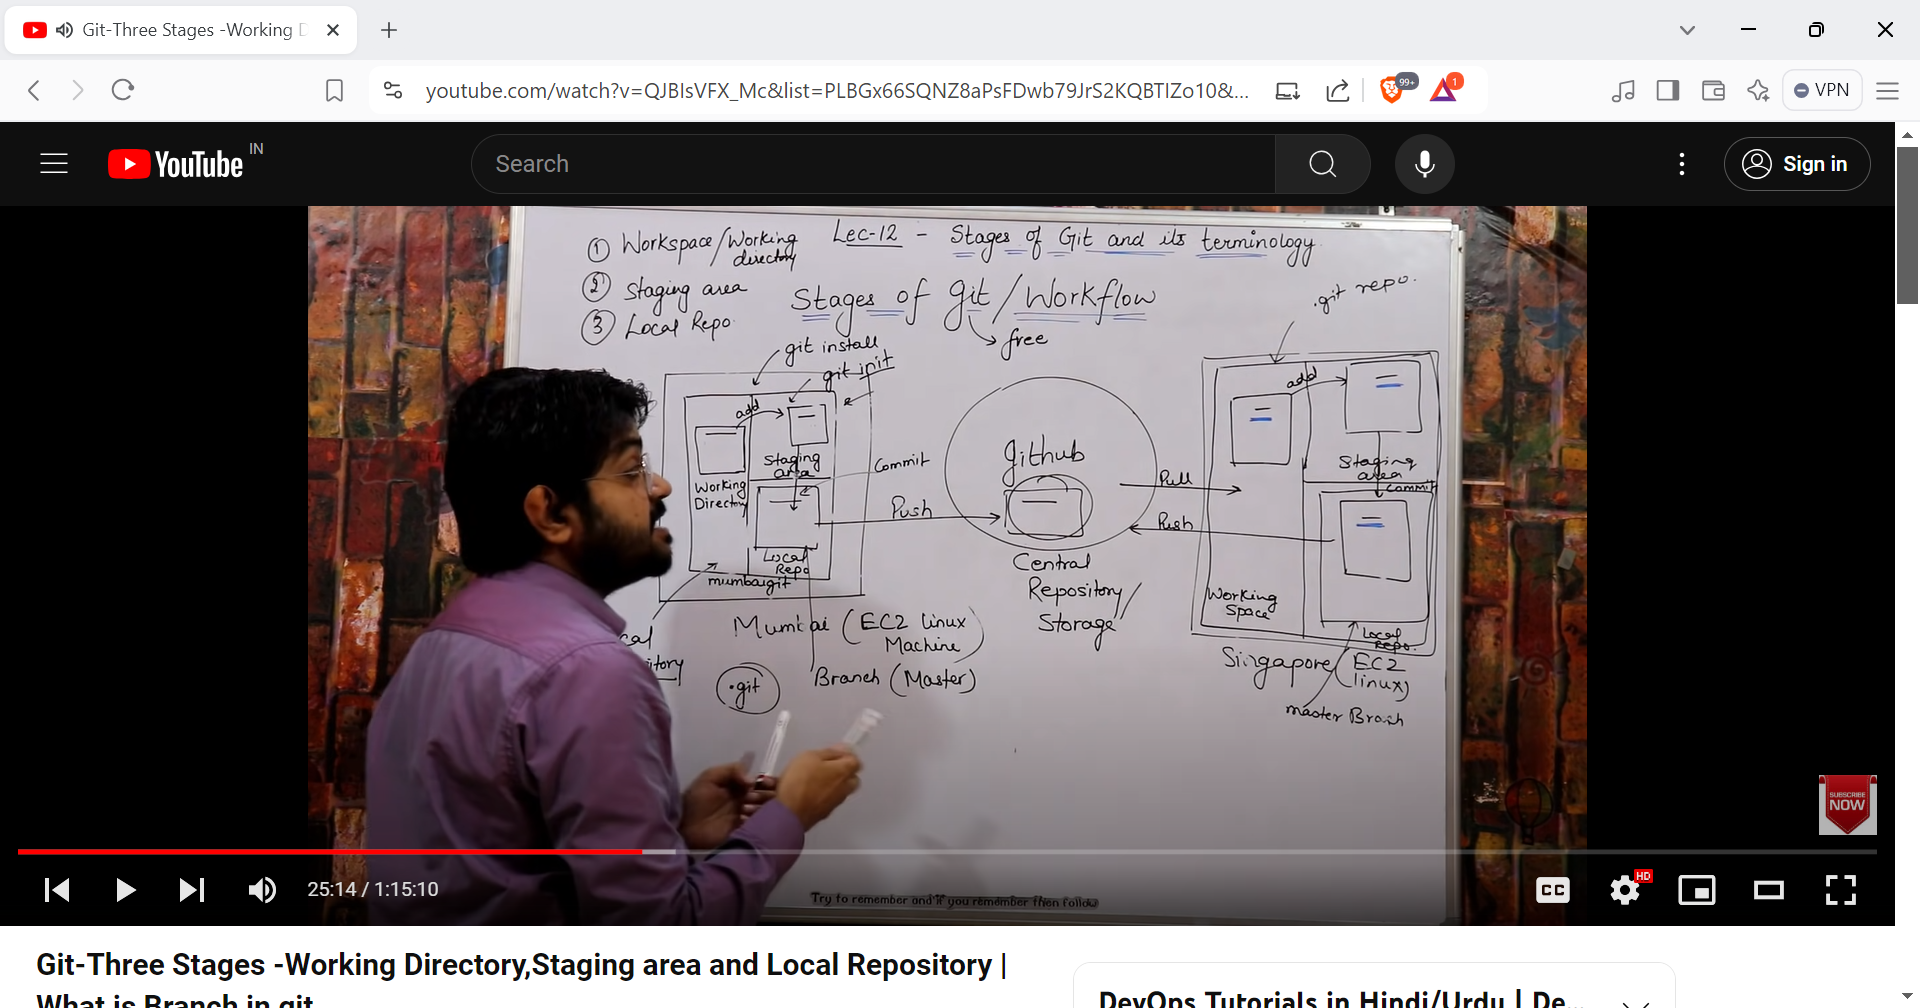 Git-Three Stages -Working D
youtube.com/watch?v=QJBIsVFX_Mc&list=PLBGx66SQNZ8aPsFDwb79JrS2KQBTIZo10&...
99+
1
VPN
YouTube IN
Search
Sign in
Lec-12 - Stages of Git and its terminology
① Workspace/Working directory
② Staging area
③ Local Repo
Stages of git/Workflow
free
.git repo.
git install
git init
add
Staging area
Working Directory
Commit
Push
Local Repo
mumbaigit
Mumbai (EC2 linux Machine)
Branch (Master)
.git
cal
itory
Github
Central Repository/
Storage
Pull
Push
add
Staging area
Commit
Working Space
Local Repo.
Singapore (EC2 linux)
master Branh
SUBSCRIBE
NOW
Try to remember and if you remember then follow
25:14 / 1:15:10
CC
HD
Git-Three Stages -Working Directory,Staging area and Local Repository |
What is Branch in git
DevOps Tutorials in Hindi/Urdu | De...